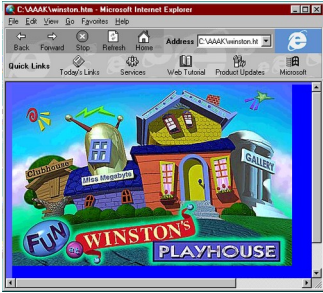 C:\AAAK\winston.htm - Microsoft Internet Explorer
File Edit View Go Favorites Help
Back Forward Stop Refresh Home Address C:\AAAK\winston.ht
Quick Links Today's Links Services Web Tutorial Product Updates Microsoft
Clubhouse
Miss Megabyte
GALLERY
FUN
WINSTON's
PLAYHOUSE